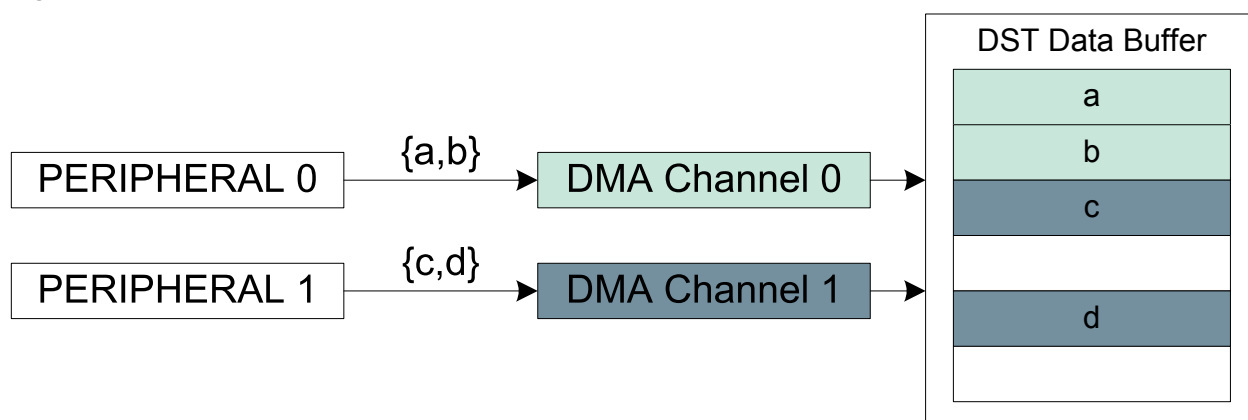 DST Data Buffer
a
b
c
d
PERIPHERAL 0
{a,b}
DMA Channel 0
PERIPHERAL 1
{c,d}
DMA Channel 1